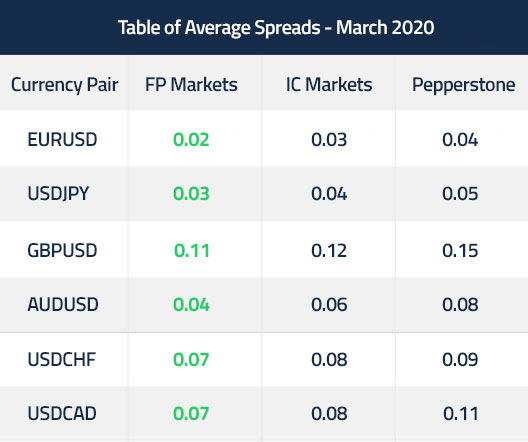 Table of Average Spreads - March 2020
Currency Pair FP Markets IC Markets Pepperstone
EURUSD 0.02 0.03 0.04
USDJPY 0.03 0.04 0.05
GBPUSD 0.11 0.12 0.15
AUDUSD 0.04 0.06 0.08
USDCHF 0.07 0.08 0.09
USDCAD 0.07 0.08 0.11